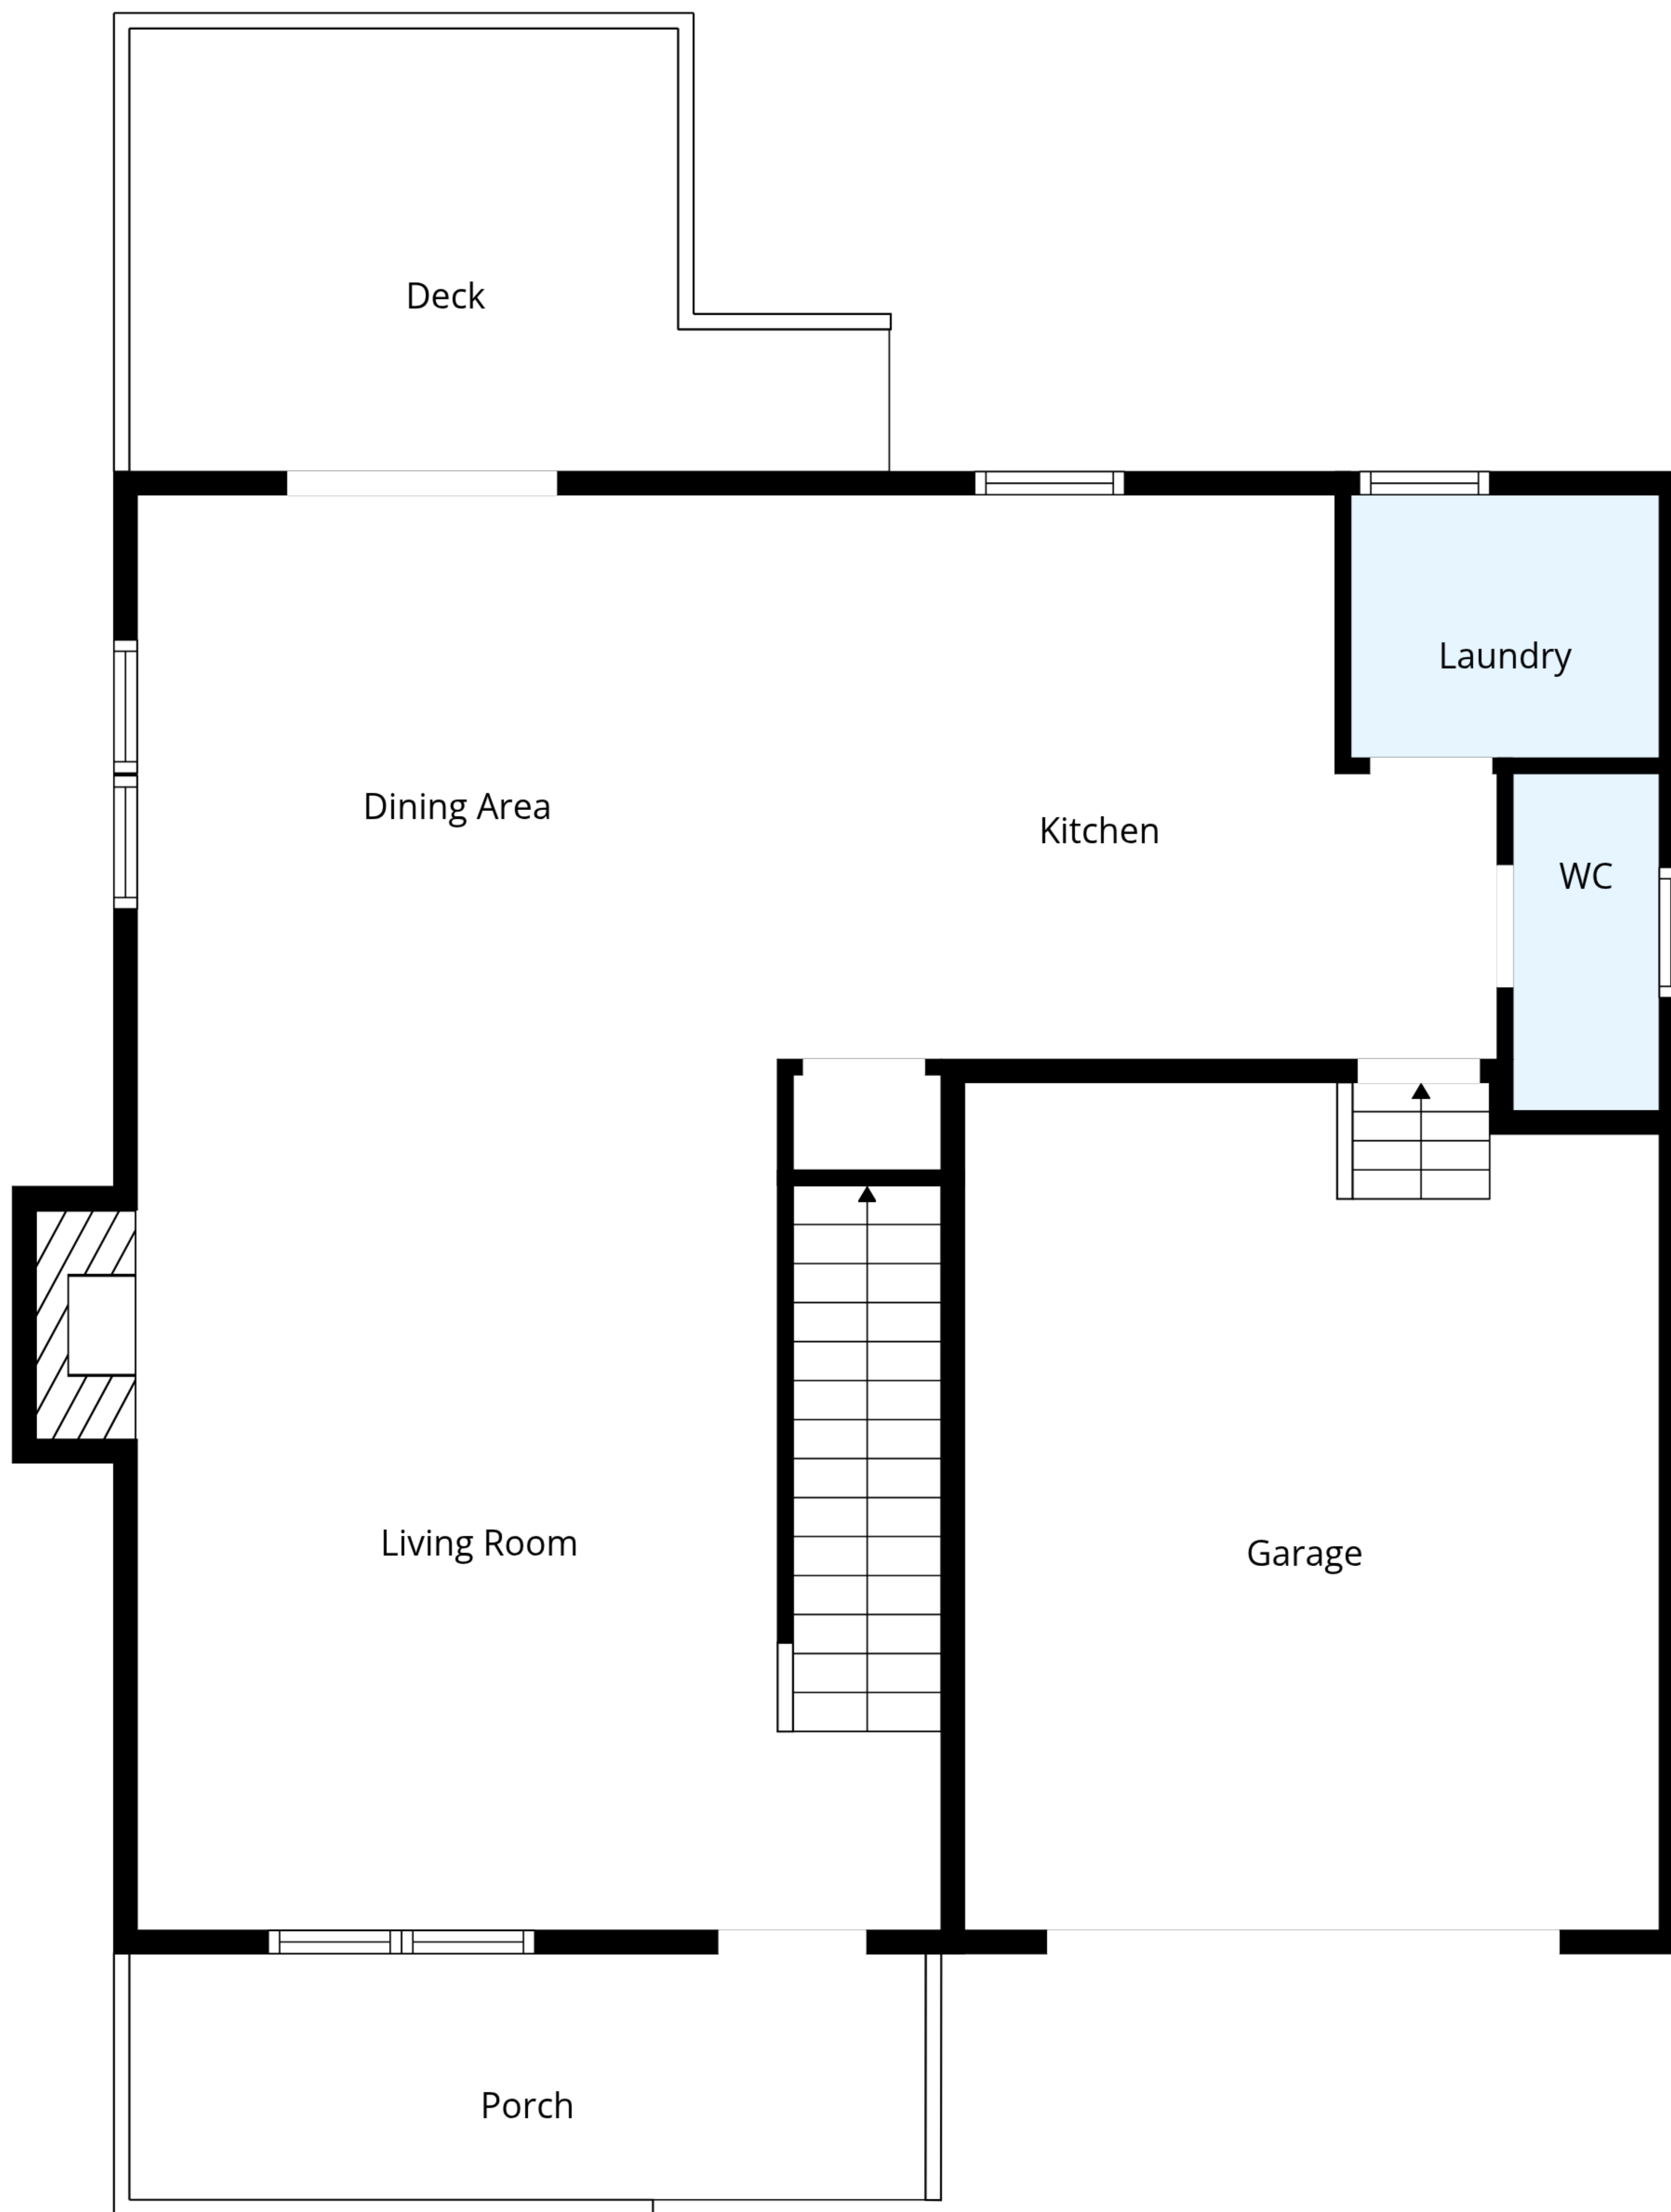 Deck
Laundry
Dining Area
Kitchen
WC
Living Room
Garage
Porch